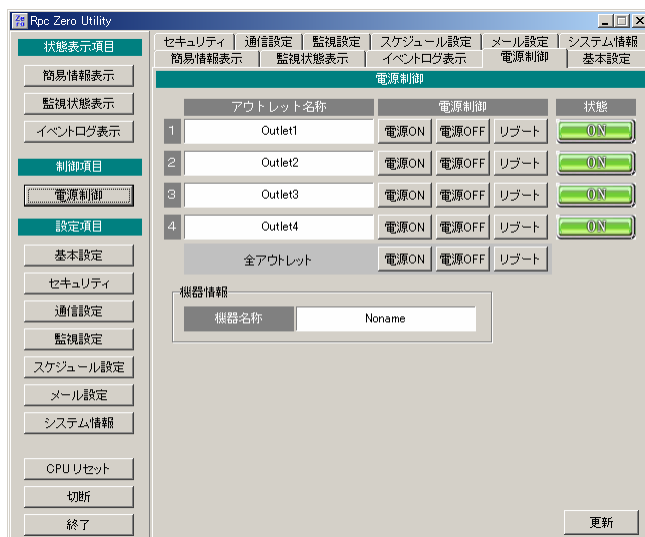 Rpc Zero Utility
状態表示項目
簡易情報表示
監視状態表示
イベントログ表示
制御項目
電源制御
設定項目
基本設定
セキュリティ
通信設定
監視設定
スケジュール設定
メール設定
システム情報
CPUリセット
切断
終了
セキュリティ 通信設定 監視設定 スケジュール設定 メール設定 システム情報
簡易情報表示 監視状態表示 イベントログ表示 電源制御 基本設定
電源制御
アウトレット名称 電源制御 状態
1 Outlet1 電源ON 電源OFF リブート ON
2 Outlet2 電源ON 電源OFF リブート ON
3 Outlet3 電源ON 電源OFF リブート ON
4 Outlet4 電源ON 電源OFF リブート ON
全アウトレット 電源ON 電源OFF リブート
機器情報
機器名称 Noname
更新